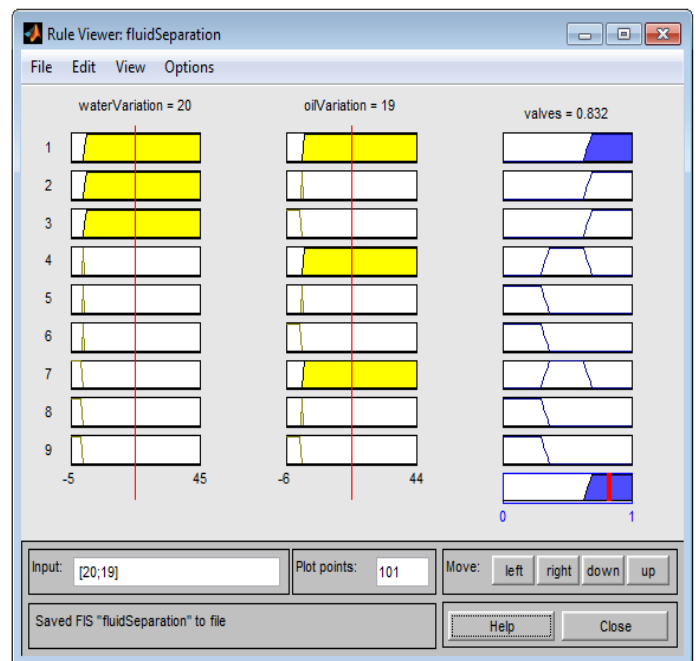 Rule Viewer: fluidSeparation
File Edit View Options
waterVariation = 20
oilVariation = 19
valves = 0.832
1
2
3
4
5
6
7
8
9
-5 45
-6 44
0 1
Input: [20;19]
Plot points: 101
Move: left right down up
Saved FIS "fluidSeparation" to file
Help Close